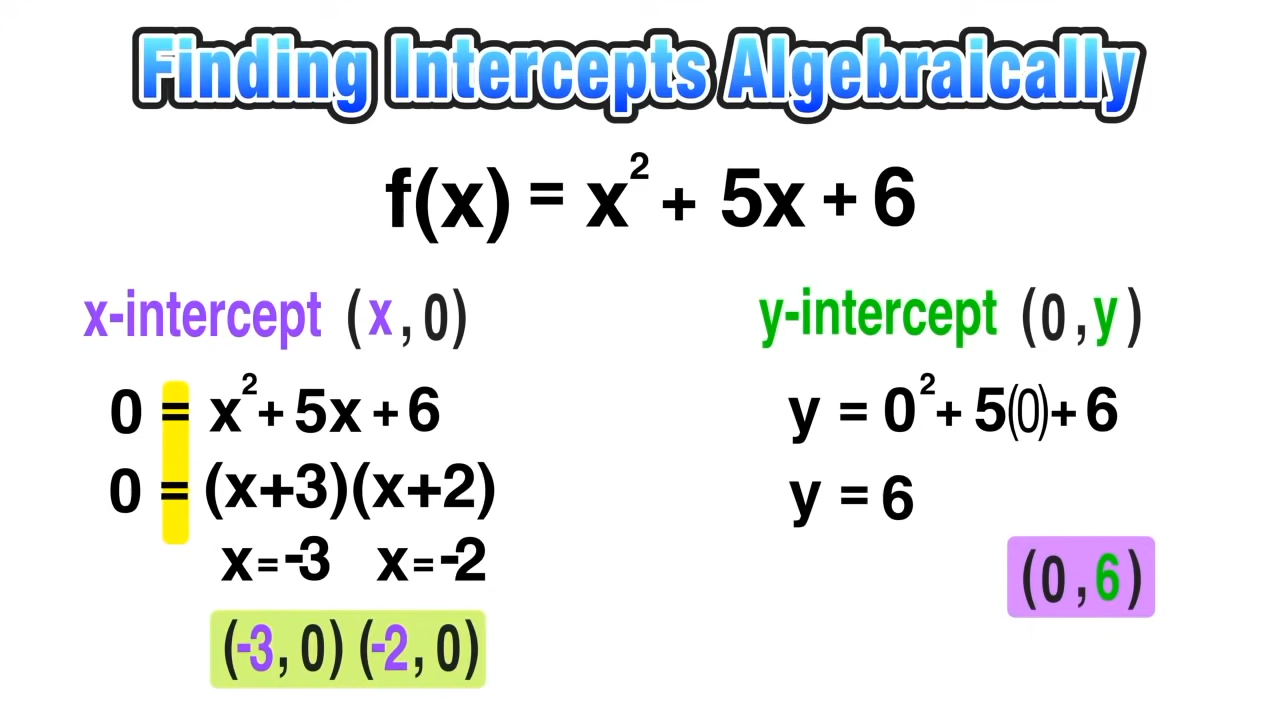 Finding Intercepts Algebraically
f(x) = x² + 5x + 6
x-intercept (x, 0)
0 = x² + 5x + 6
0 = (x+3)(x+2)
x = -3 x = -2
(-3, 0) (-2, 0)
y-intercept (0, y)
y = 0² + 5(0) + 6
y = 6
(0, 6)